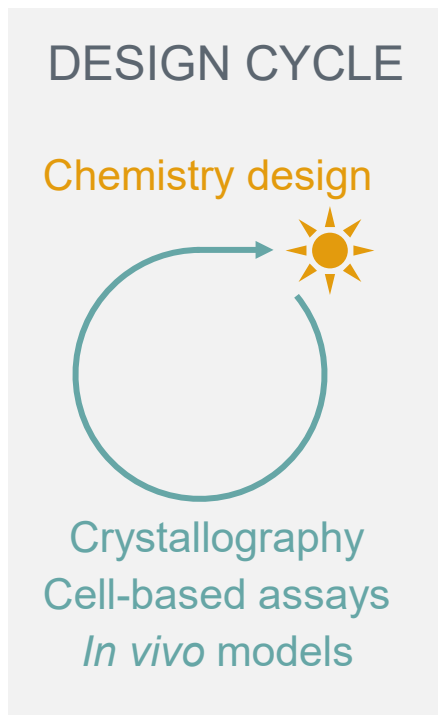 DESIGN CYCLE
Chemistry design
Crystallography
Cell-based assays
In vivo models